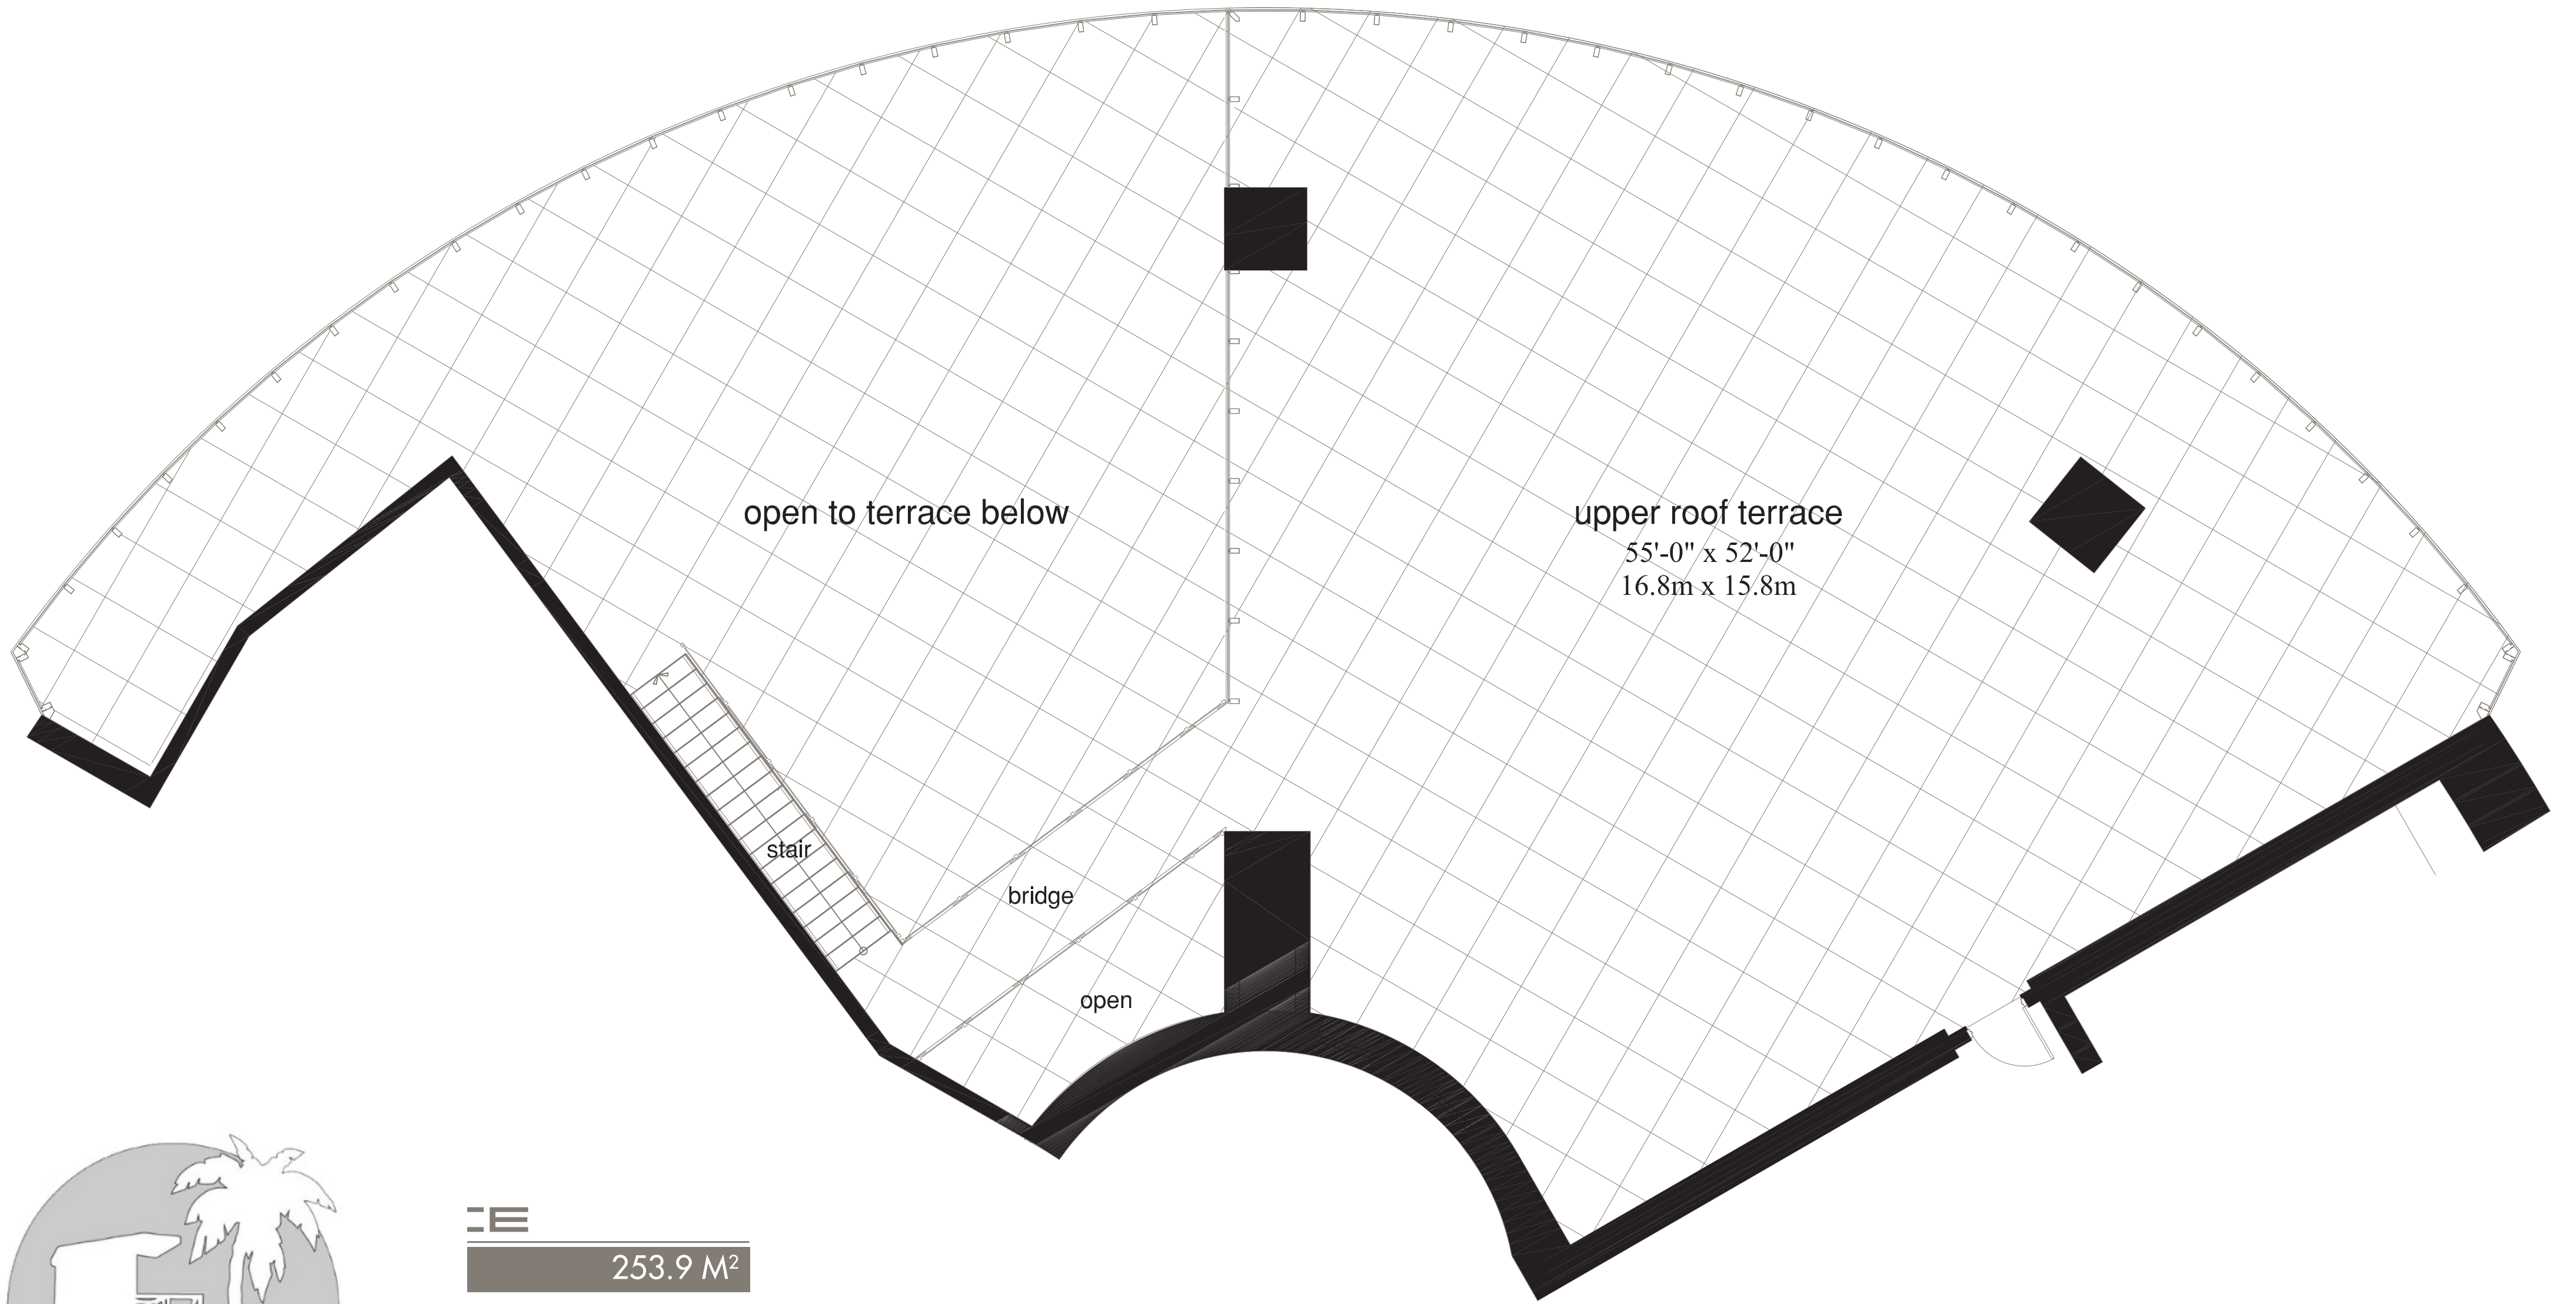 open to terrace below
upper roof terrace
55'-0" x 52'-0"
16.8m x 15.8m
stair
bridge
open
253.9 M²